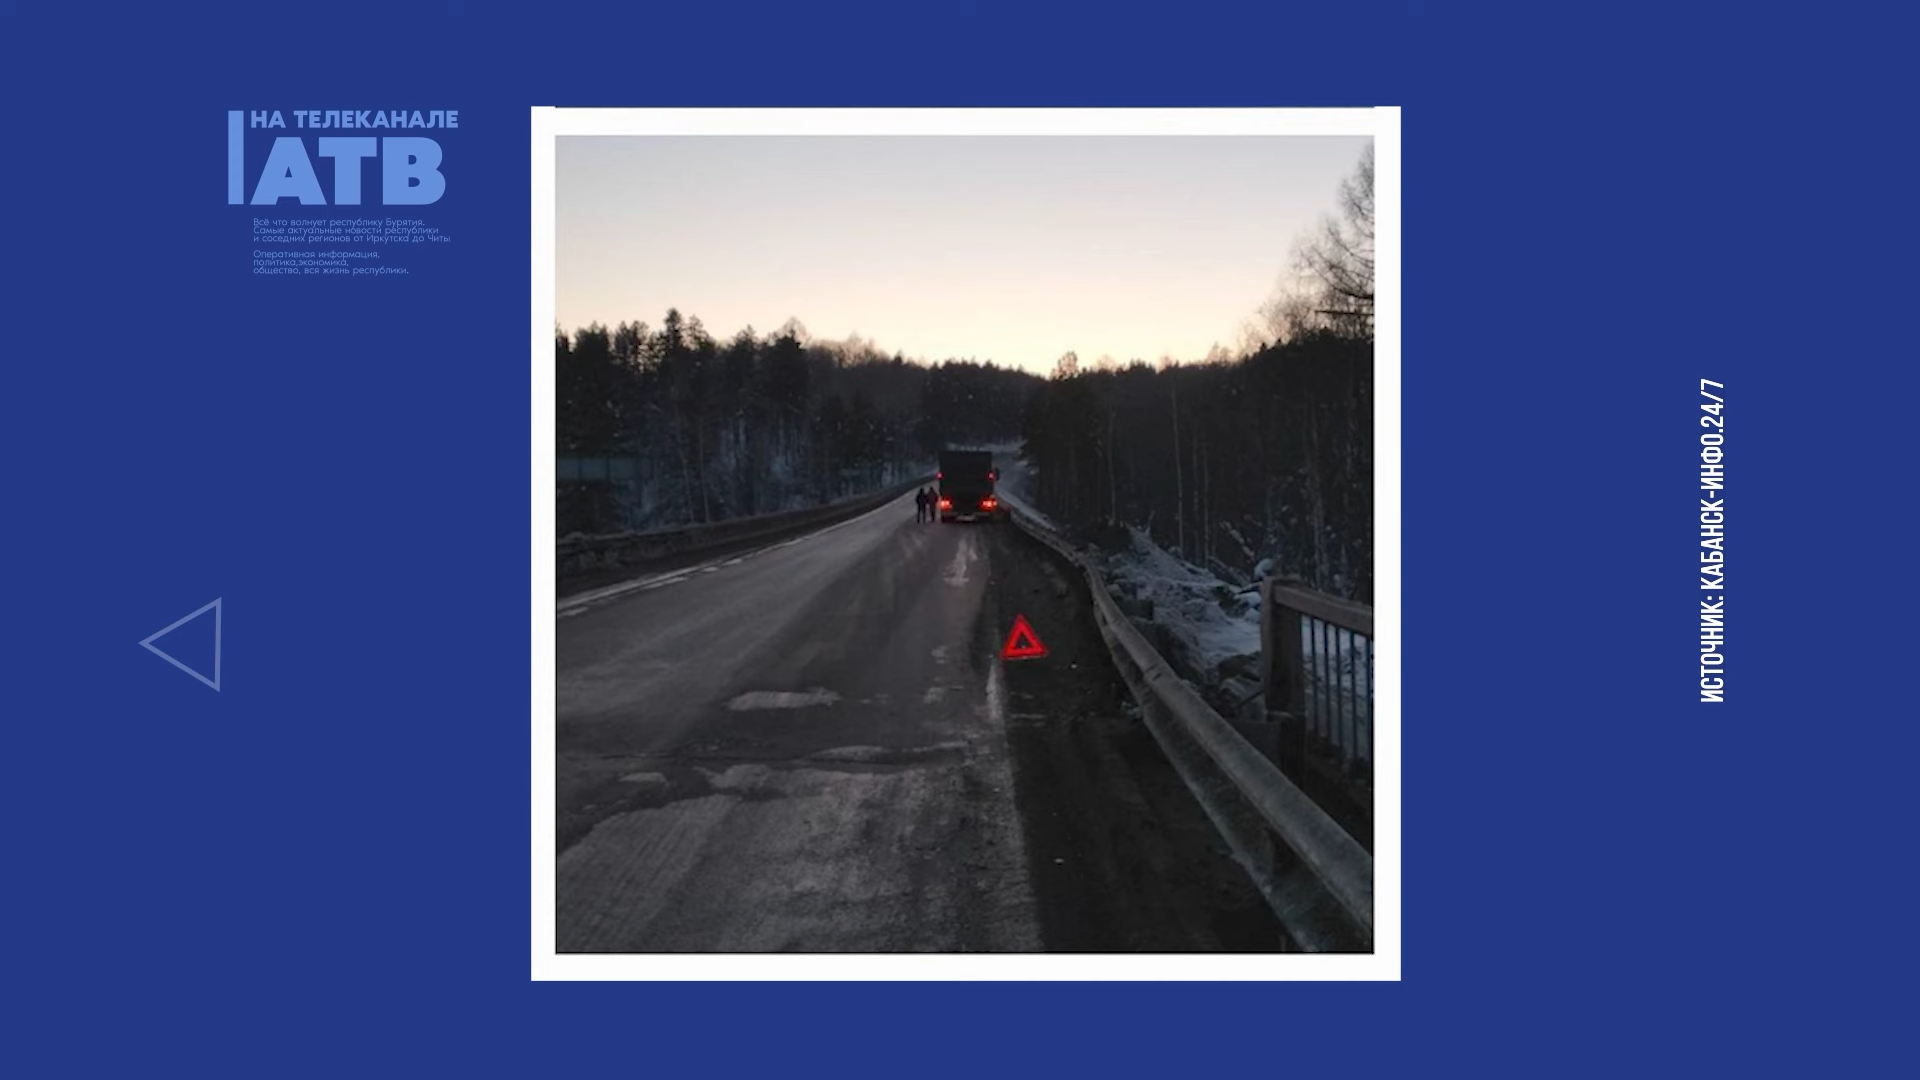 НА ТЕЛЕКАНАЛЕ
АТВ
Всё что волнует республику Бурятия.
Самые актуальные новости республики
и соседних регионов от Иркутска до Читы
Оперативная информация,
политика,экономика,
общество, вся жизнь республики.
ИСТОЧНИК: КАБАНСК-ИНФО.24/7